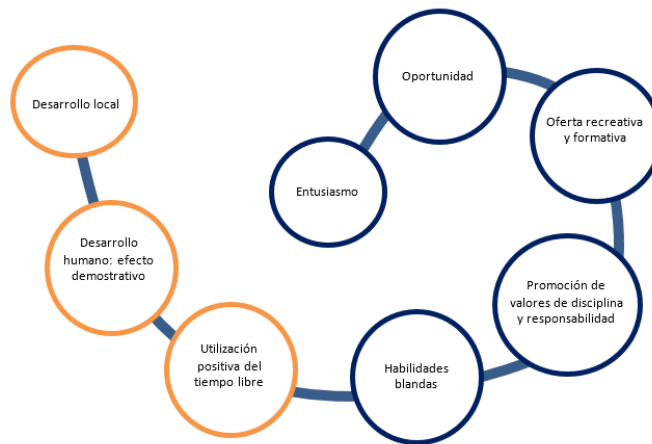 Desarrollo local
Desarrollo
humano: efecto
demostrativo
Utilización
positiva del
tiempo libre
Habilidades
blandas
Promoción de
valores de disciplina
y responsabilidad
Oferta recreativa
y formativa
Oportunidad
Entusiasmo